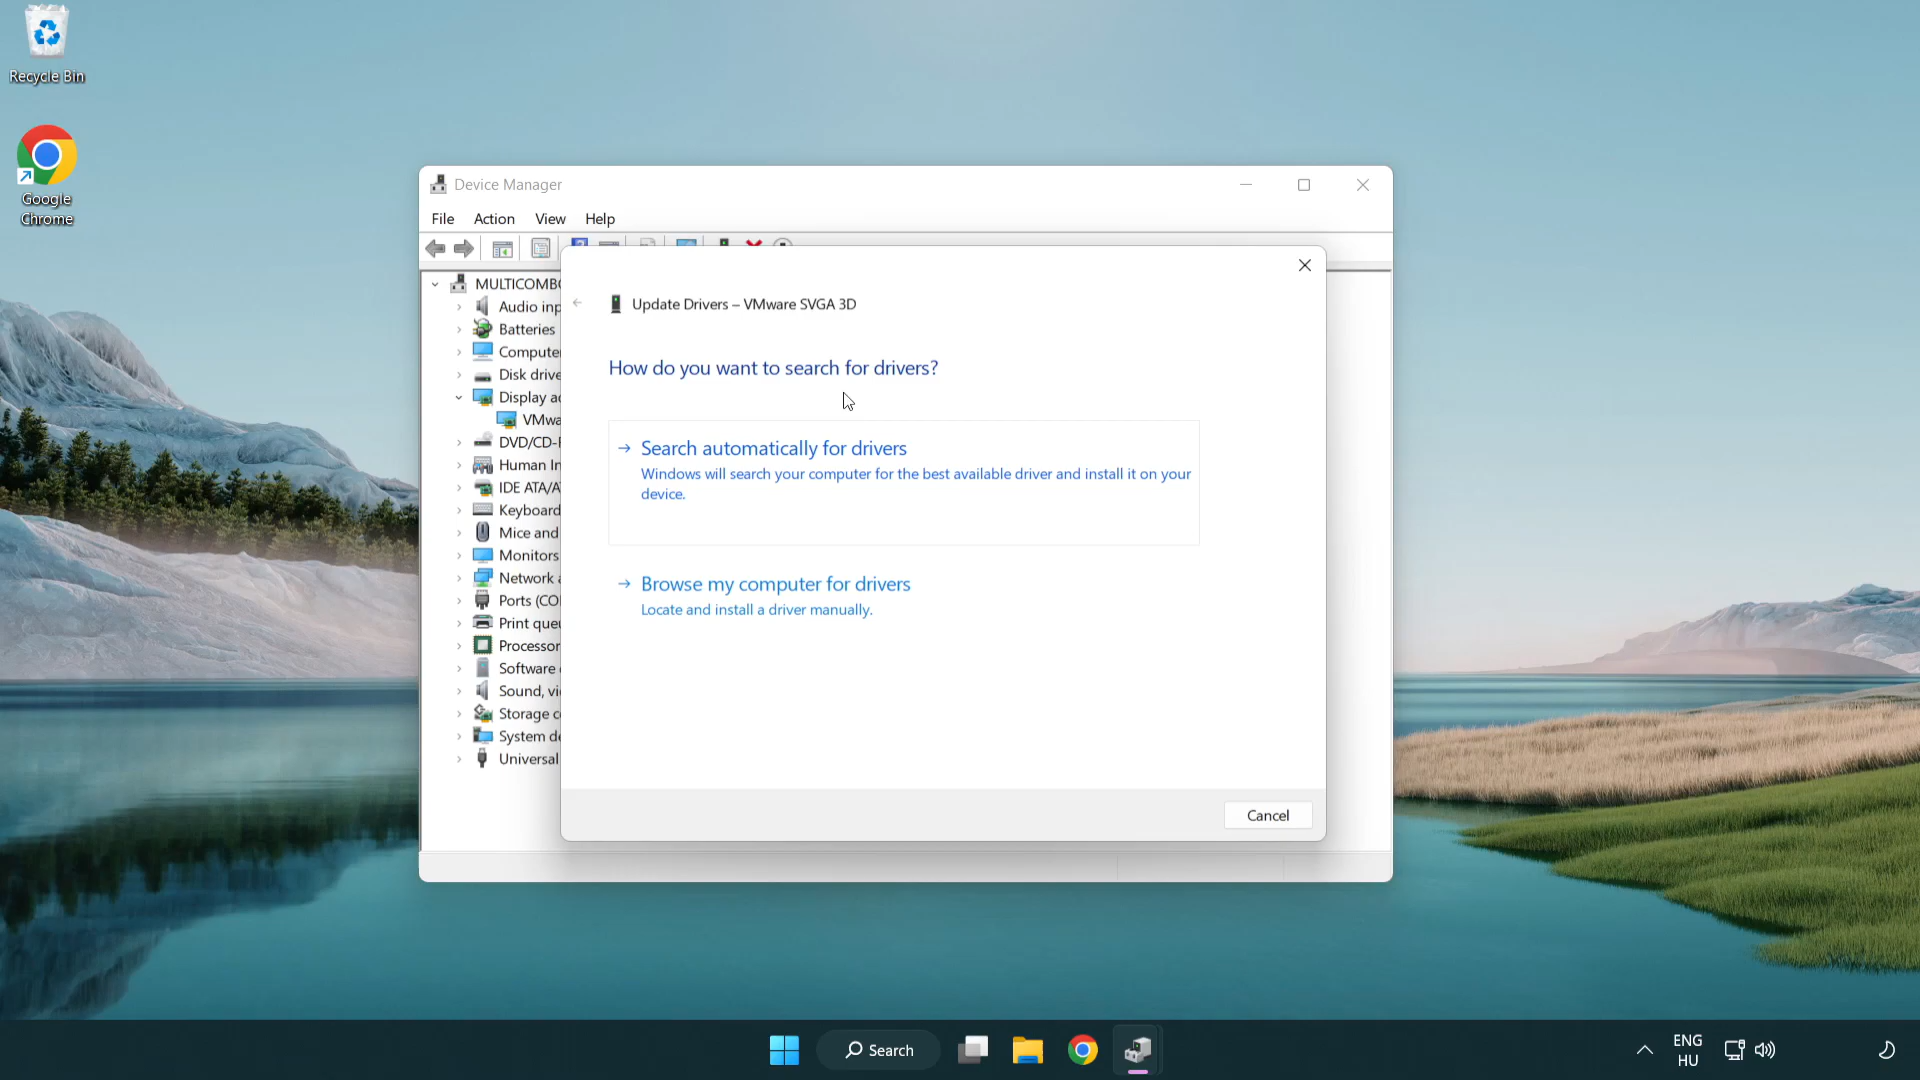 Recycle Bin
Google
Chrome
Device Manager
File Action View Help
MULTICOMBO
Audio inp
Batteries
Compute
Disk drive
Display a
VMwa
DVD/CD-
Human In
IDE ATA/A
Keyboard
Mice and
Monitors
Network a
Ports (CO
Print que
Processor
Software
Sound, vi
Storage c
System de
Universal
Update Drivers – VMware SVGA 3D
How do you want to search for drivers?
Search automatically for drivers
Windows will search your computer for the best available driver and install it on your
device.
Browse my computer for drivers
Locate and install a driver manually.
Cancel
Search
ENG
HU